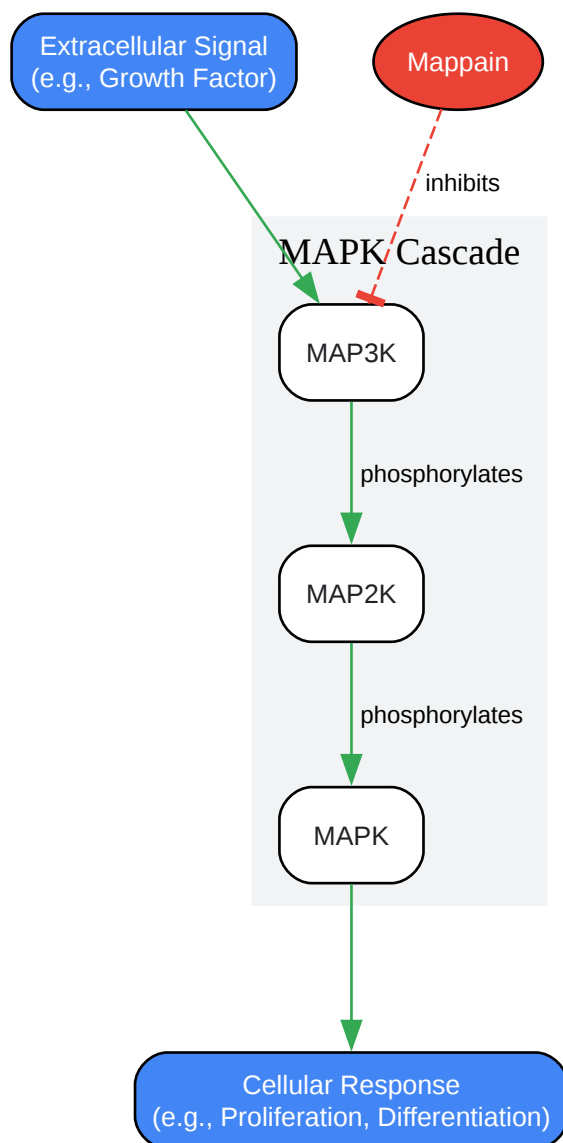 Extracellular Signal
(e.g., Growth Factor)
Mappain
inhibits
MAPK Cascade
MAP3K
phosphorylates
MAP2K
phosphorylates
MAPK
Cellular Response
(e.g., Proliferation, Differentiation)